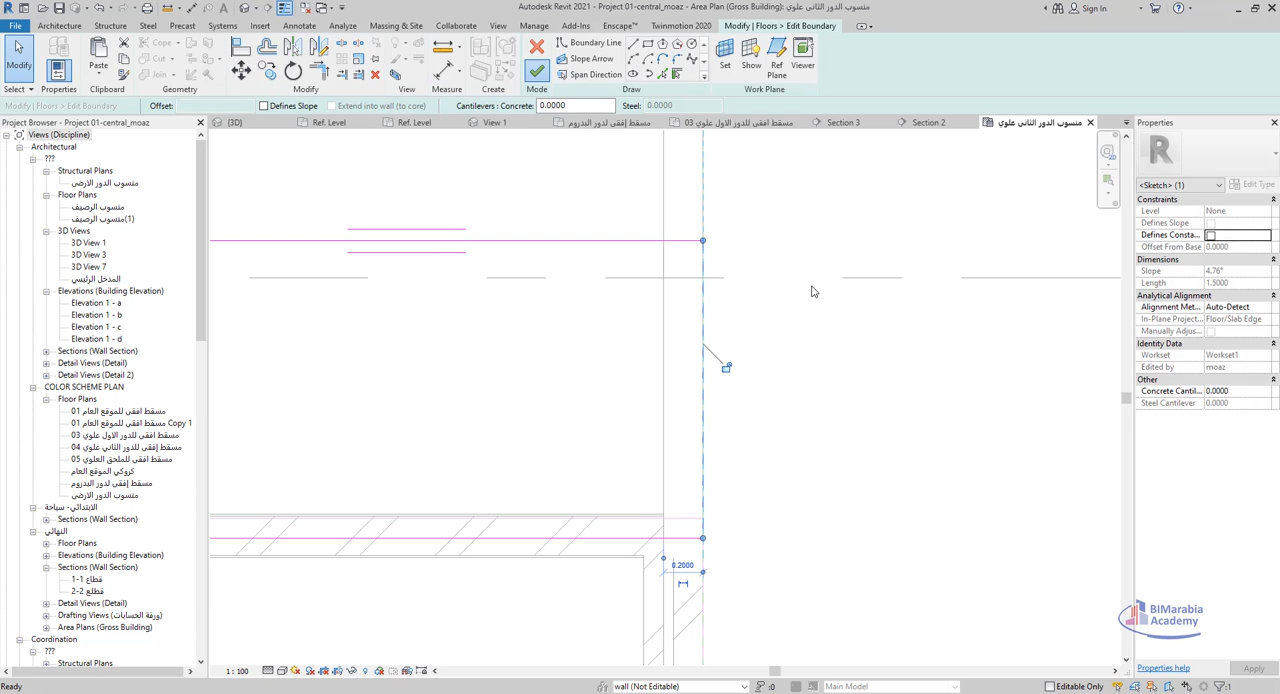 Autodesk Revit 2021 - Project 01-central_moaz - Area Plan (Gross Building): منسوب الدور الثاني علوي
Sign In
File Architecture Structure Steel Precast Systems Insert Annotate Analyze Massing & Site Collaborate View Manage Add-Ins Enscape™ Twinmotion 2020 Modify | Floors > Edit Boundary
Cope
Boundary Line
Cut
Slope Arrow
Modify Paste Set Show Ref Viewer
Join
Span Direction
Plane
Select Properties Clipboard Geometry Modify View Measure Create Mode Draw Work Plane
Modify | Floors > Edit Boundary Offset: Defines Slope Extend into wall (to core) Cantilevers : Concrete: 0.0000 Steel: 0.0000
Project Browser - Project 01-central_moaz
{3D} Ref. Level Ref. Level View 1 مسقط إفقي لدور البدروم 03 مسقط افقى للدور الاول علوي Section 3 Section 2 منسوب الدور الثاني علوي
Properties
Views (Discipline)
Architectural
???
Structural Plans
منسوب الدور الارضى
Floor Plans
منسوب الرصيف
منسوب الرصيف(1)
3D Views
3D View 1
3D View 3
3D View 7
المدخل الرئيسي
Elevations (Building Elevation)
Elevation 1 - a
Elevation 1 - b
Elevation 1 - c
Elevation 1 - d
Sections (Wall Section)
Detail Views (Detail)
Detail Views (Detail 2)
COLOR SCHEME PLAN
Floor Plans
01 مسقط افقى للموقع العام
01 مسقط افقى للموقع العام Copy 1
03 مسقط افقى للدور الاول علوي
04 مسقط إفقي للدور الثاني علوي
05 مسقط افقى للملحق العلوي
كروكي الموقع العام
مسقط إفقي لدور البدروم
منسوب الدور الارضى
الابتدائي- سباحة
Sections (Wall Section)
النهائي
Floor Plans
Elevations (Building Elevation)
Sections (Wall Section)
قطاع 1-1
قطلع 2-2
Detail Views (Detail)
Drafting Views (ورقة الحسابات)
Area Plans (Gross Building)
Coordination
???
Structural Plans
0.2000
R
<Sketch> (1) Edit Type
Constraints
Level None
Defines Slope
Defines Consta...
Offset From Base 0.0000
Dimensions
Slope 4.76°
Length 1.5000
Analytical Alignment
Alignment Met... Auto-Detect
In-Plane Project... Floor/Slab Edge
Manually Adjus...
Identity Data
Workset Workset1
Edited by moaz
Other
Concrete Cantil... 0.0000
Steel Cantilever 0.0000
BIMarabia
Academy
Properties help Apply
1 : 100
Ready wall (Not Editable) :0 Main Model Editable Only :1